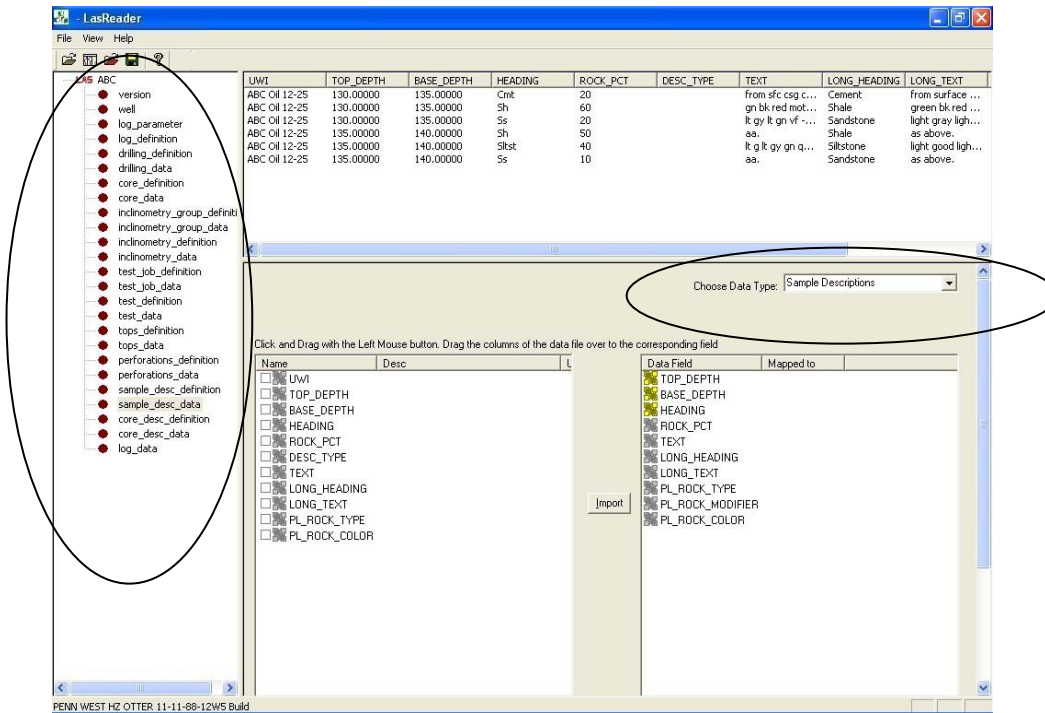 - LasReader
File View Help
LAS ABC
version
well
log_parameter
log_definition
drilling_definition
drilling_data
core_definition
core_data
inclinometry_group_definiti
inclinometry_group_data
inclinometry_definition
inclinometry_data
test_job_definition
test_job_data
test_definition
test_data
tops_definition
tops_data
perforations_definition
perforations_data
sample_desc_definition
sample_desc_data
core_desc_definition
core_desc_data
log_data
UWI TOP_DEPTH BASE_DEPTH HEADING ROCK_PCT DESC_TYPE TEXT LONG_HEADING LONG_TEXT
ABC Oil 12-25 130.00000 135.00000 Cmt 20 from sfc csg c... Cement from surface ...
ABC Oil 12-25 130.00000 135.00000 Sh 60 gn bk red mot... Shale green bk red ...
ABC Oil 12-25 130.00000 135.00000 Ss 20 lt gy lt gn vf -... Sandstone light gray ligh...
ABC Oil 12-25 135.00000 140.00000 Sh 50 aa. Shale as above.
ABC Oil 12-25 135.00000 140.00000 Sltst 40 lt g lt gy gn q... Siltstone light good ligh...
ABC Oil 12-25 135.00000 140.00000 Ss 10 aa. Sandstone as above.
Choose Data Type: Sample Descriptions
Click and Drag with the Left Mouse button. Drag the columns of the data file over to the corresponding field
Name Desc U
UWI
TOP_DEPTH
BASE_DEPTH
HEADING
ROCK_PCT
DESC_TYPE
TEXT
LONG_HEADING
LONG_TEXT
PL_ROCK_TYPE
PL_ROCK_COLOR
Import
Data Field Mapped to
TOP_DEPTH
BASE_DEPTH
HEADING
ROCK_PCT
TEXT
LONG_HEADING
LONG_TEXT
PL_ROCK_TYPE
PL_ROCK_MODIFIER
PL_ROCK_COLOR
PENN WEST HZ OTTER 11-11-88-12W5 Build